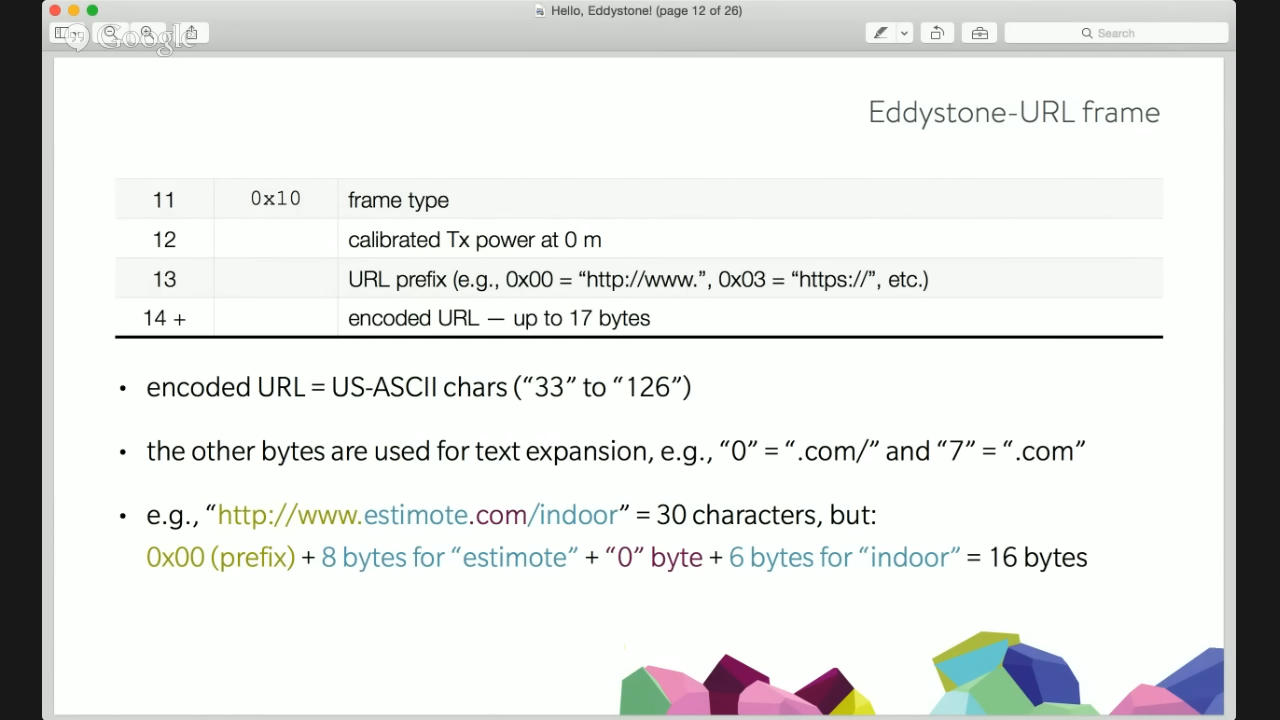 Hello, Eddystone! (page 12 of 26)
Google
Search
Eddystone-URL frame
11 0x10 frame type
12 calibrated Tx power at 0 m
13 URL prefix (e.g., 0x00 = “http://www.”, 0x03 = “https://”, etc.)
14 + encoded URL — up to 17 bytes
• encoded URL = US-ASCII chars (“33” to “126”)
• the other bytes are used for text expansion, e.g., “0” = “.com/” and “7” = “.com”
• e.g., “http://www.estimote.com/indoor” = 30 characters, but:
0x00 (prefix) + 8 bytes for “estimote” + “0” byte + 6 bytes for “indoor” = 16 bytes